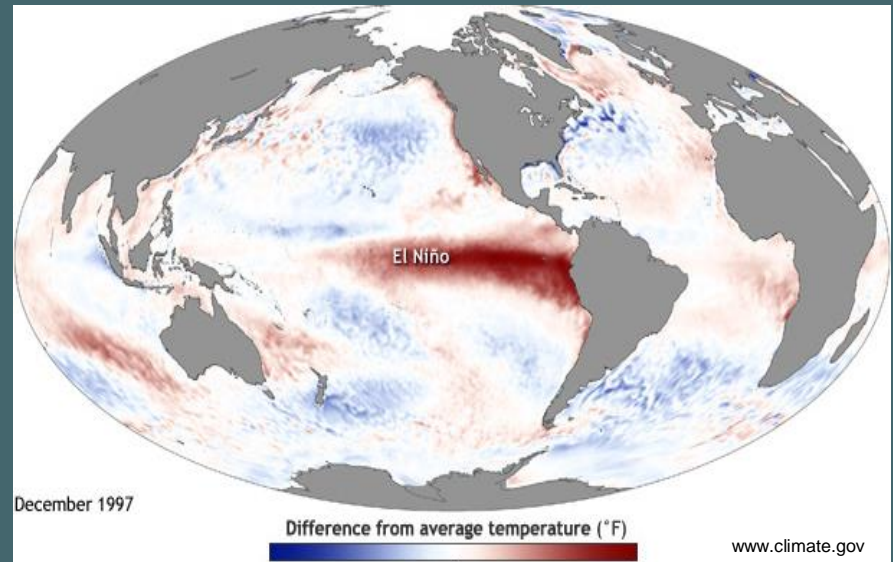 El Niño
December 1997
Difference from average temperature (°F)
www.climate.gov